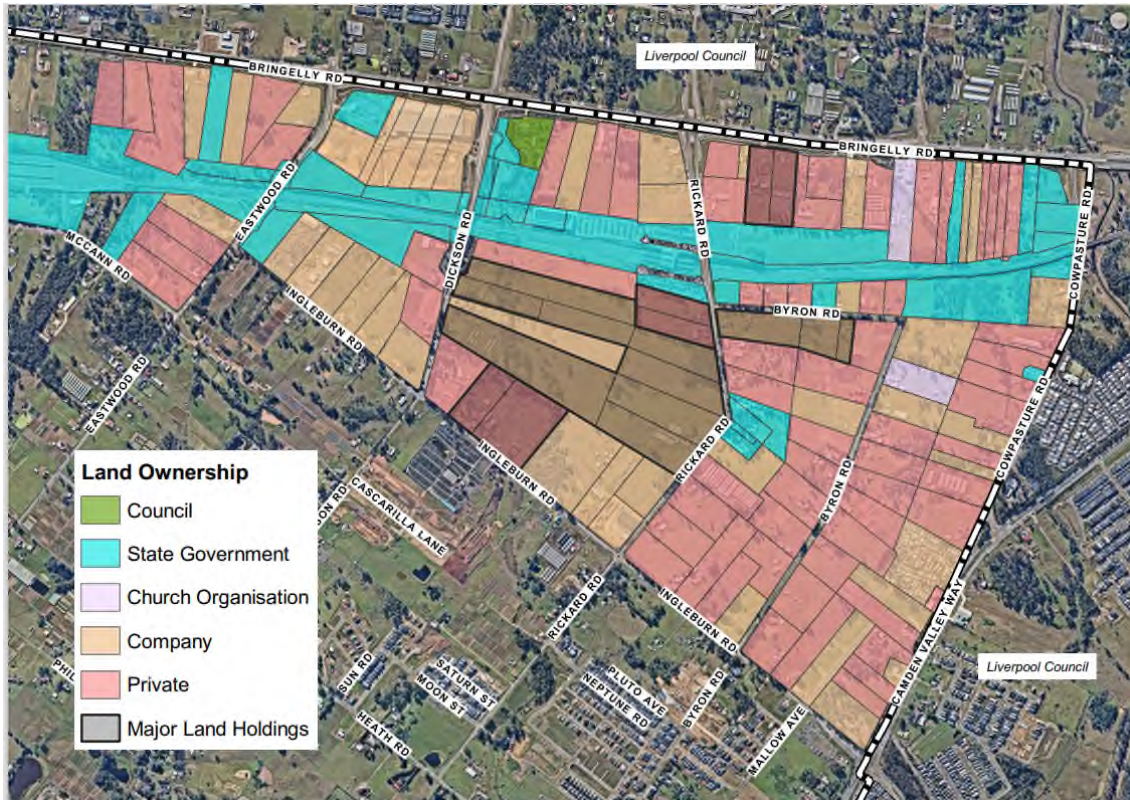 Liverpool Council
BRINGELLY RD
BRINGELLY RD
EASTWOOD RD
DICKSON RD
RICKARD RD
COWPASTURE RD
MCCANN RD
INGLEBURN RD
BYRON RD
EASTWOOD RD
COWPASTURE RD
RICKARD RD
INGLEBURN RD
BYRON RD
CASCARILLA LANE
SON RD
Land Ownership
Council
State Government
Church Organisation
Company
Private
Major Land Holdings
RICKARD RD
INGLEBURN RD
CAMDEN VALLEY WAY
Liverpool Council
PHIL
SUN RD
SATURN ST
MOON ST
HEATH RD
PLUTO AVE
NEPTUNE RD
BYRON RD
MALLOW AVE